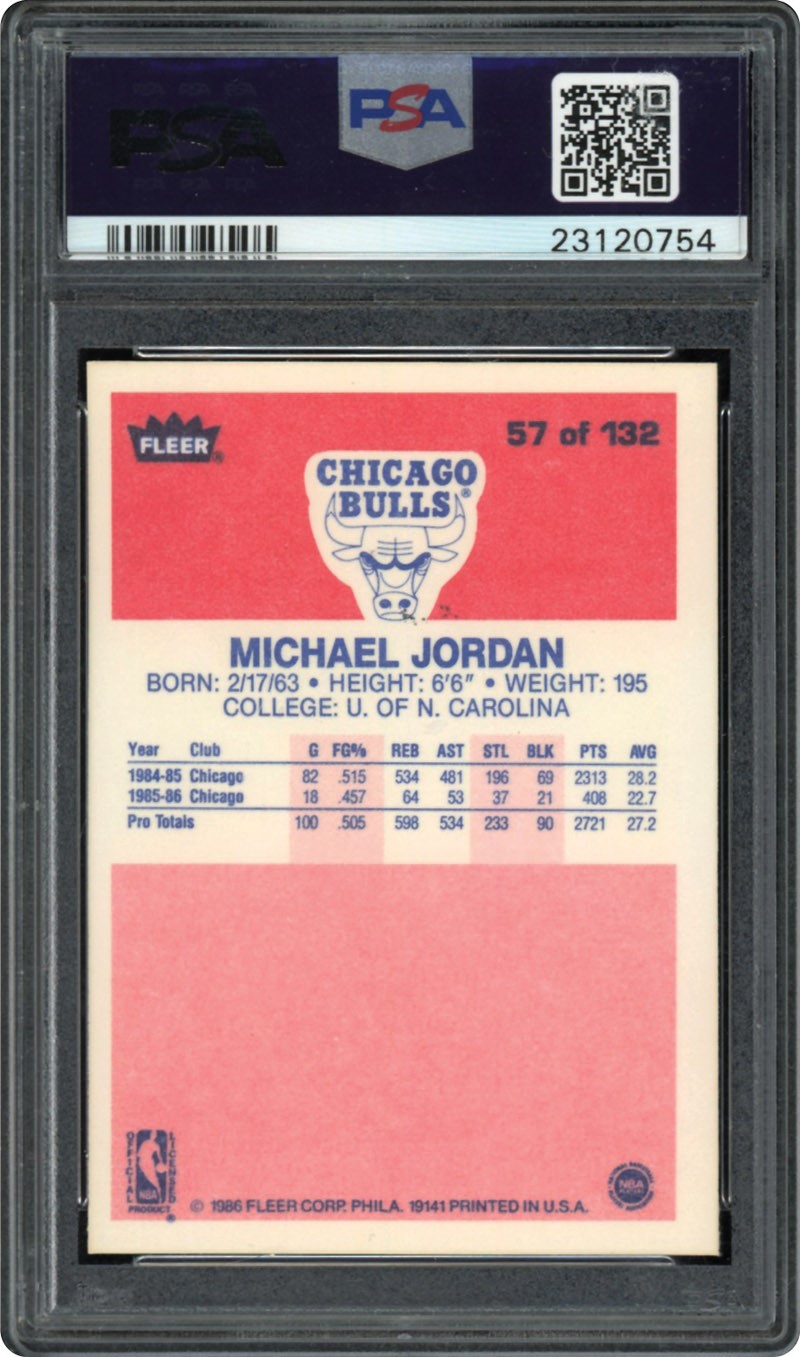 PSA
PSA
23120754
FLEER®
57 of 132
CHICAGO
BULLS®
MICHAEL JORDAN
BORN: 2/17/63 • HEIGHT: 6'6" • WEIGHT: 195
COLLEGE: U. OF N. CAROLINA
Year Club G FG% REB AST STL BLK PTS AVG
1984-85 Chicago 82 .515 534 481 196 69 2313 28.2
1985-86 Chicago 18 .457 64 53 37 21 408 22.7
Pro Totals 100 .505 598 534 233 90 2721 27.2
OFFICIAL LICENSED
NBA
PRODUCT®
© 1986 FLEER CORP. PHILA. 19141 PRINTED IN U.S.A.
NBA